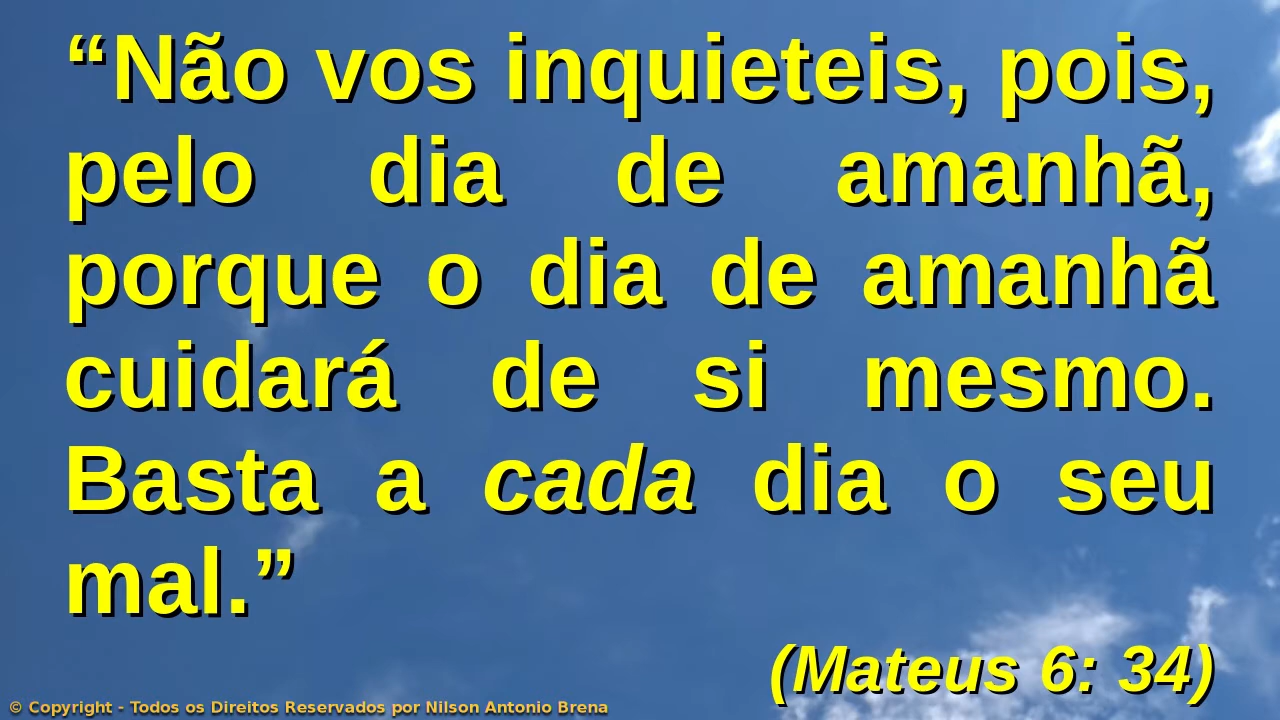 “Não vos inquieteis, pois,
pelo dia de amanhã,
porque o dia de amanhã
cuidará de si mesmo.
Basta a cada dia o seu
mal.”
(Mateus 6: 34)
© Copyright - Todos os Direitos Reservados por Nilson Antonio Brena